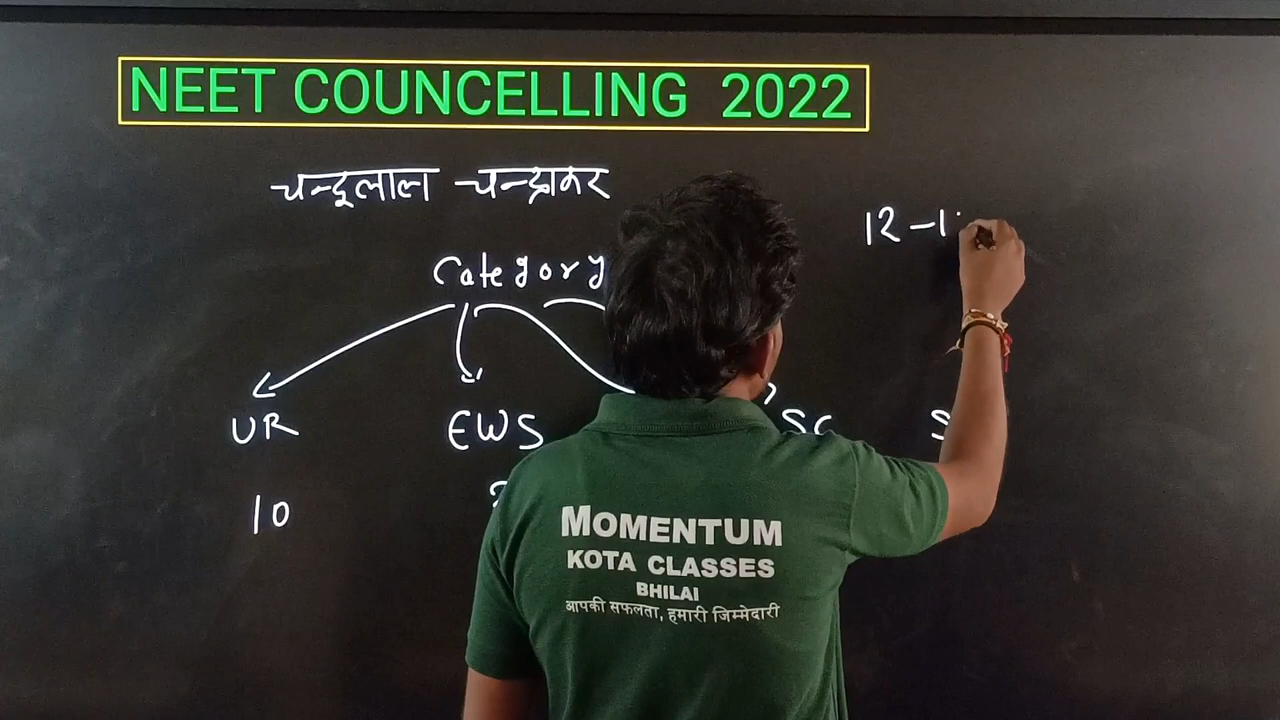 NEET COUNCELLING 2022
चन्दूलाल चन्द्राकर
12-1
Category
UR EWS SC S
10
MOMENTUM
KOTA CLASSES
BHILAI
आपकी सफलता, हमारी जिम्मेदारी